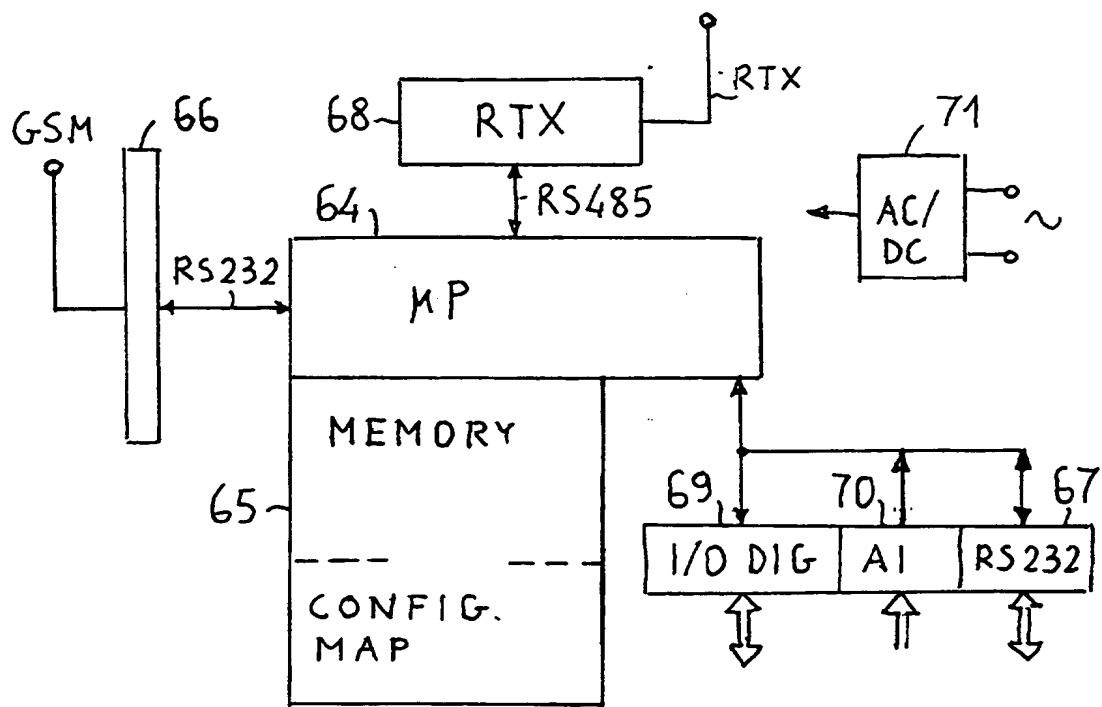 GSM
66
68
RTX
RTX
71
AC/
DC
~
64
RS485
RS232
μP
MEMORY
65
CONFIG.
MAP
69
70
67
I/O DIG
AI
RS232